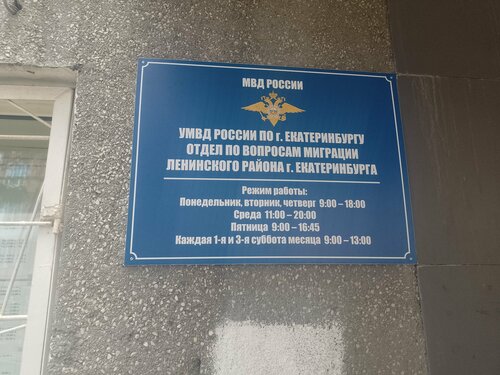 МВД РОССИИ
УМВД РОССИИ ПО г. ЕКАТЕРИНБУРГУ
ОТДЕЛ ПО ВОПРОСАМ МИГРАЦИИ
ЛЕНИНСКОГО РАЙОНА г. ЕКАТЕРИНБУРГА
Режим работы:
Понедельник, вторник, четверг 9:00 – 18:00
Среда 11:00 – 20:00
Пятница 9:00 – 16:45
Каждая 1-я и 3-я суббота месяца 9:00 – 13:00